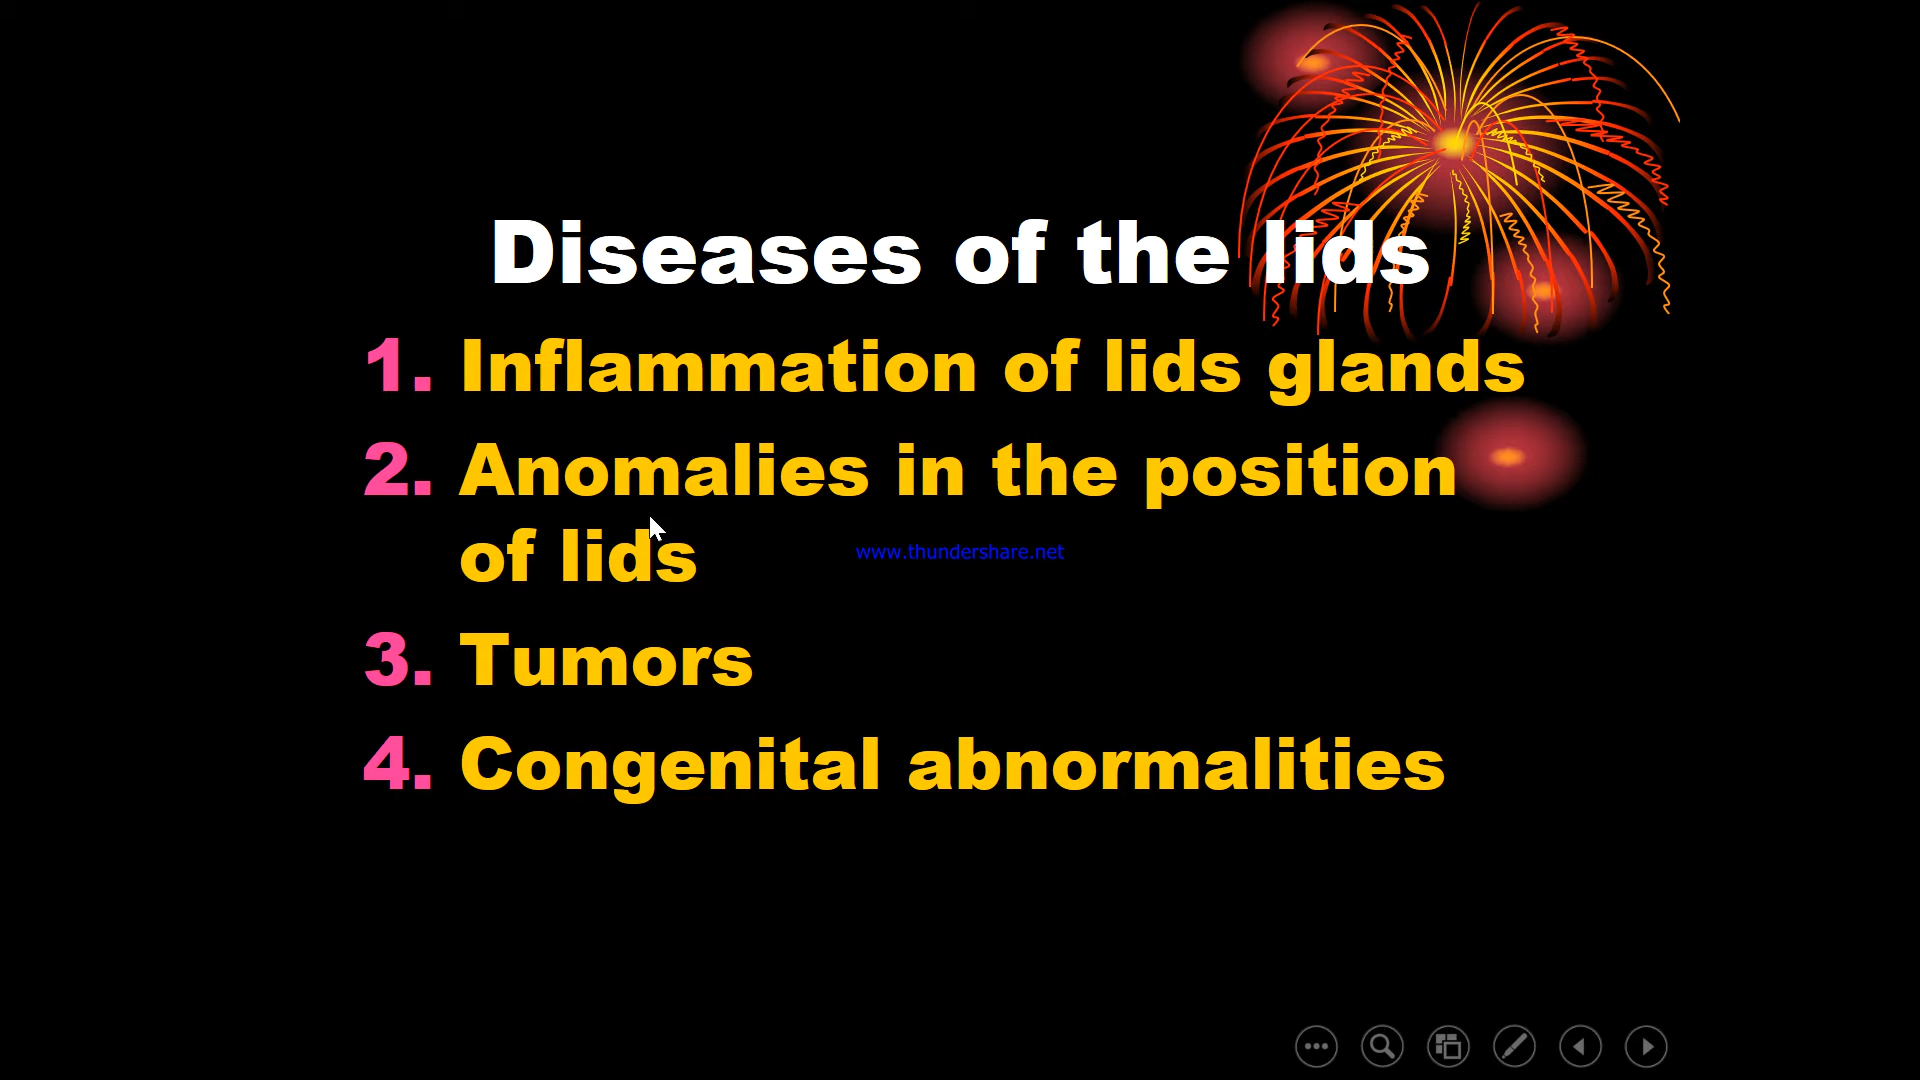 Diseases of the lids
1. Inflammation of lids glands
2. Anomalies in the position
of lids
www.thundershare.net
3. Tumors
4. Congenital abnormalities